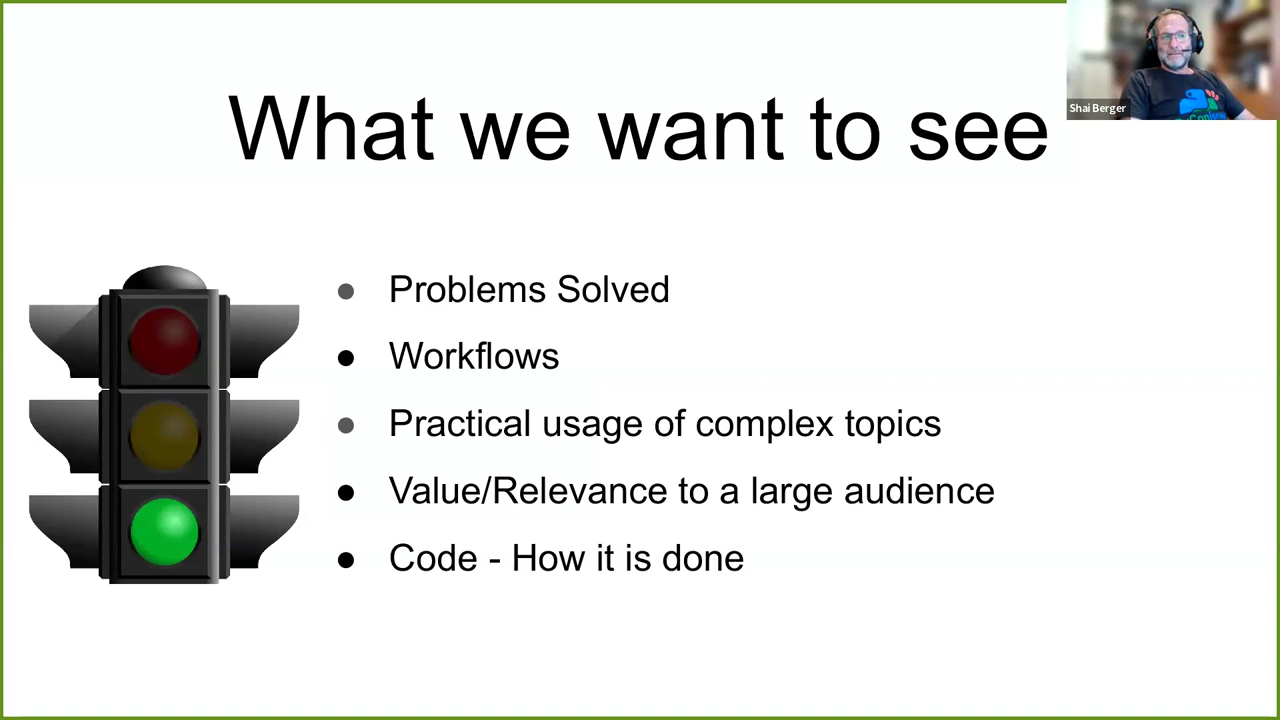 What we want to see
Shai Berger
● Problems Solved
● Workflows
● Practical usage of complex topics
● Value/Relevance to a large audience
● Code - How it is done